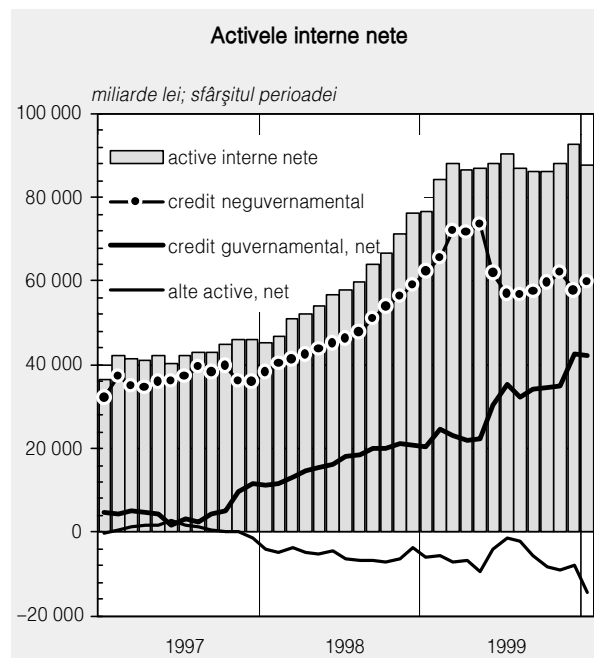 Activele interne nete
miliarde lei; sfârşitul perioadei
100 000
80 000
60 000
40 000
20 000
0
–20 000
active interne nete
credit neguvernamental
credit guvernamental, net
alte active, net
1997
1998
1999